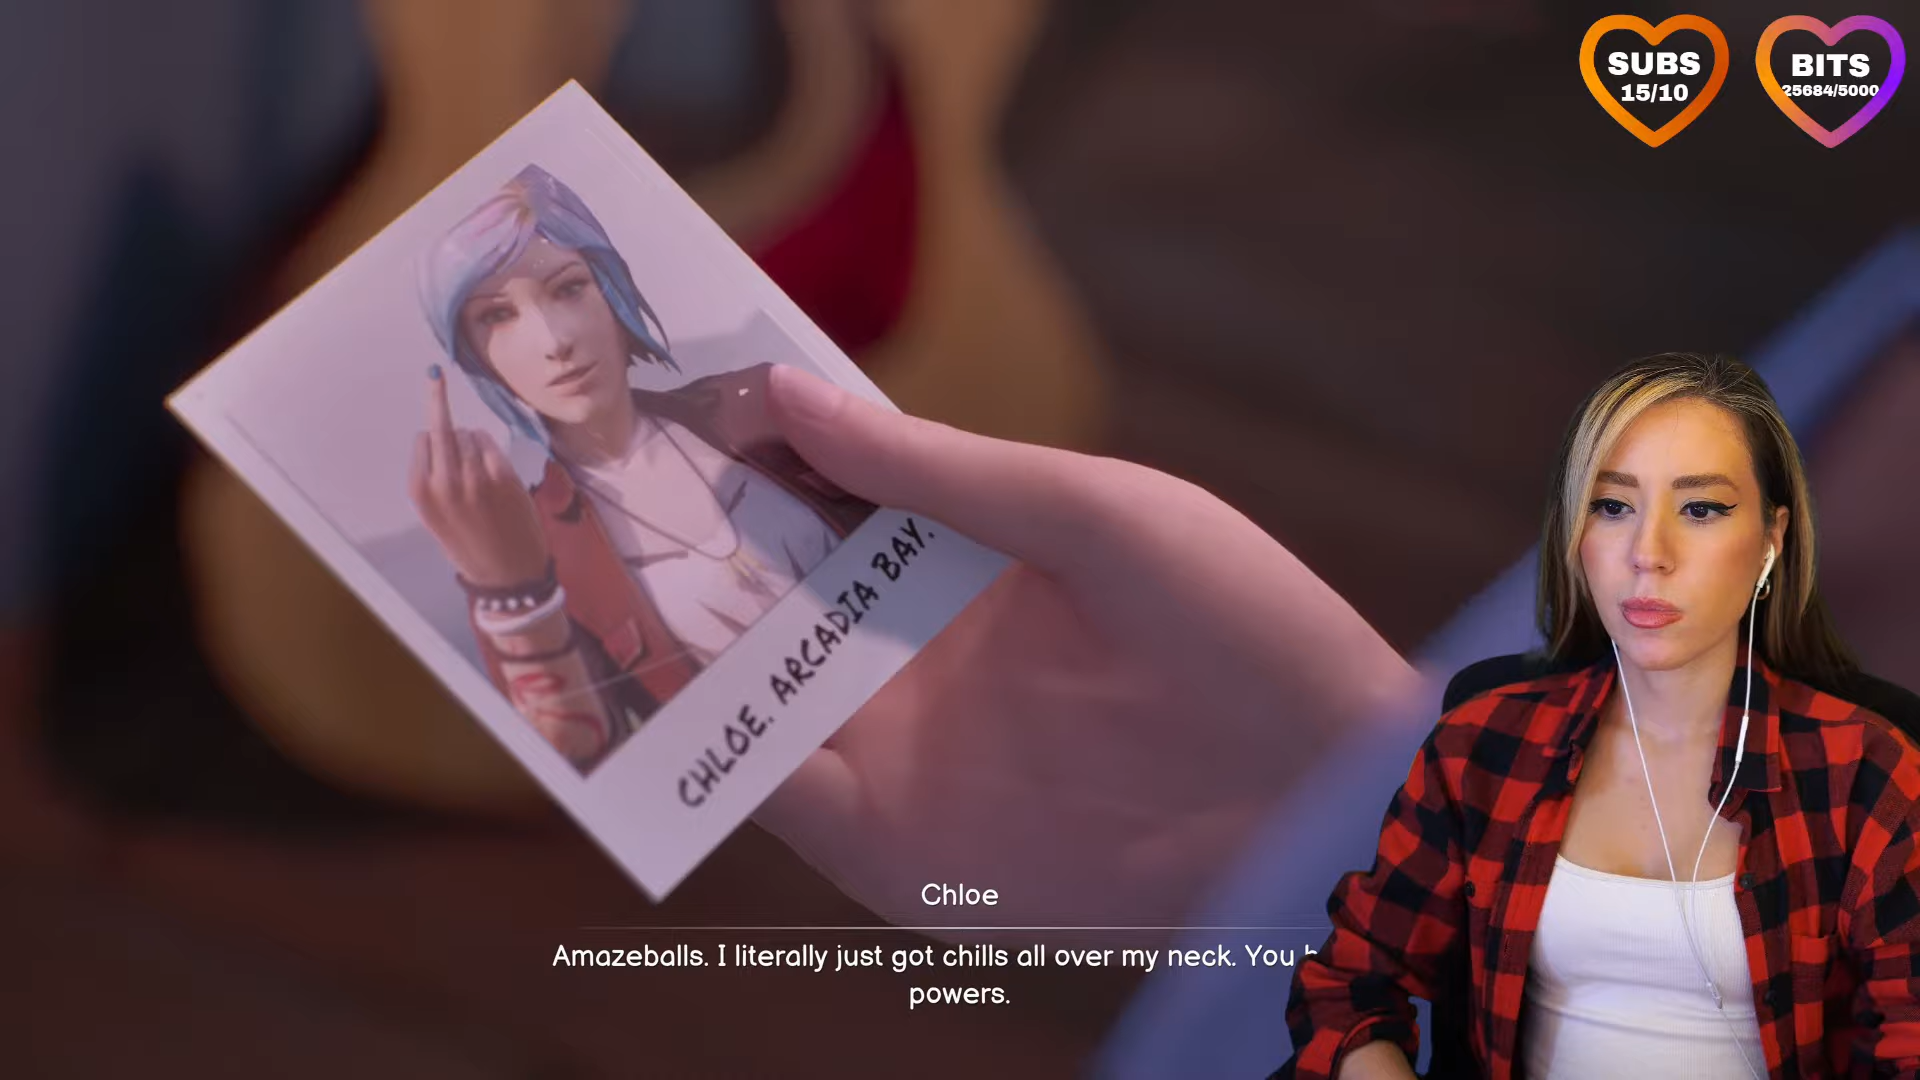 SUBS
15/10
BITS
25684/5000
CHLOE. ARCADIA BAY.
Chloe
Amazeballs. I literally just got chills all over my neck. You
powers.